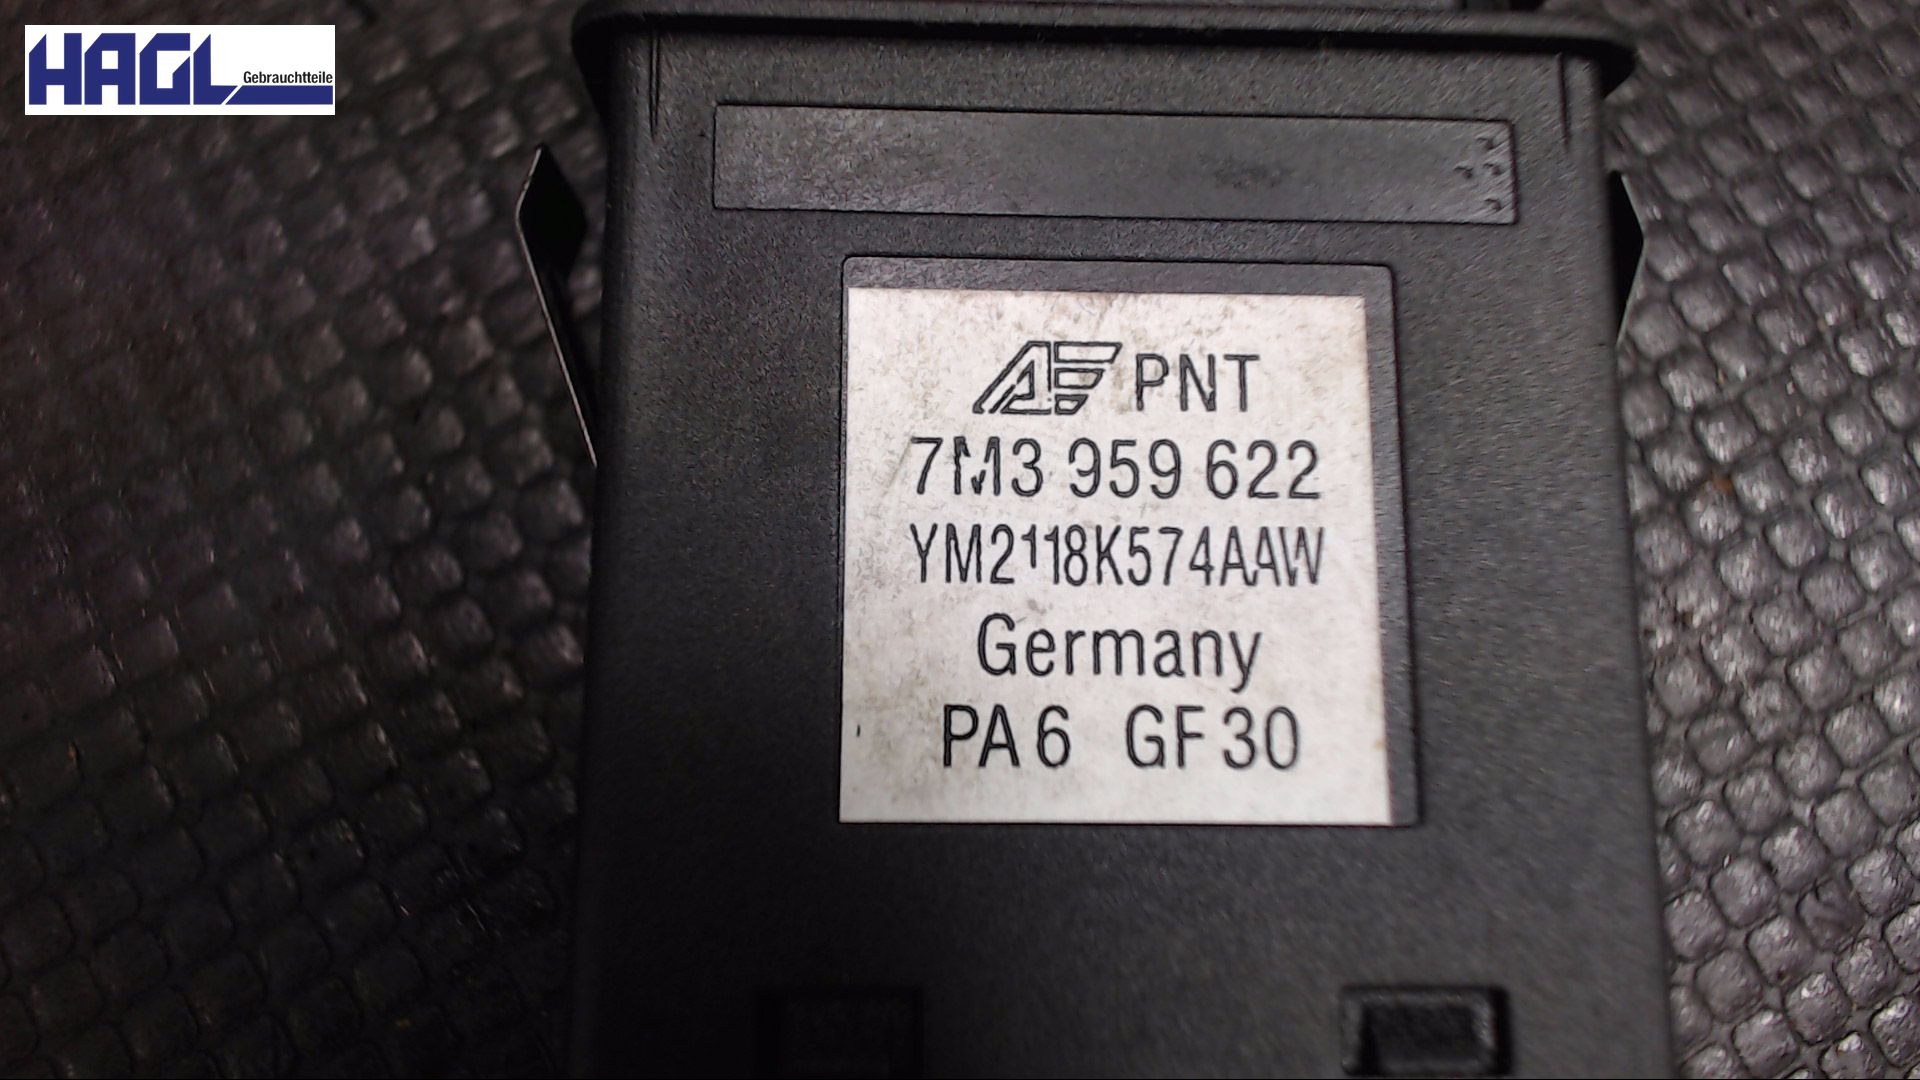 HAGL
Gebrauchtteile
PNT
7M3 959 622
YM2118K574AAW
Germany
PA6 GF30